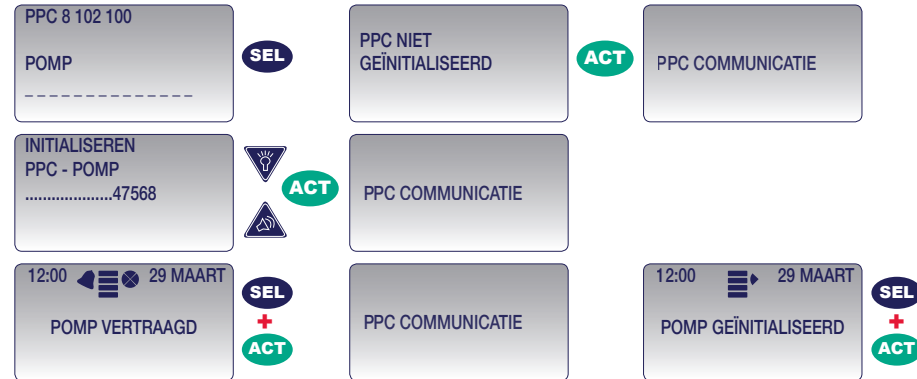 PPC 8 102 100
POMP
_ _ _ _ _ _ _ _ _ _ _ _ _ _
SEL
PPC NIET
GEÏNITIALISEERD
ACT
PPC COMMUNICATIE
INITIALISEREN
PPC - POMP
....................47568
ACT
PPC COMMUNICATIE
12:00 29 MAART
POMP VERTRAAGD
SEL
+
ACT
PPC COMMUNICATIE
12:00 29 MAART
POMP GEÏNITIALISEERD
SEL
+
ACT